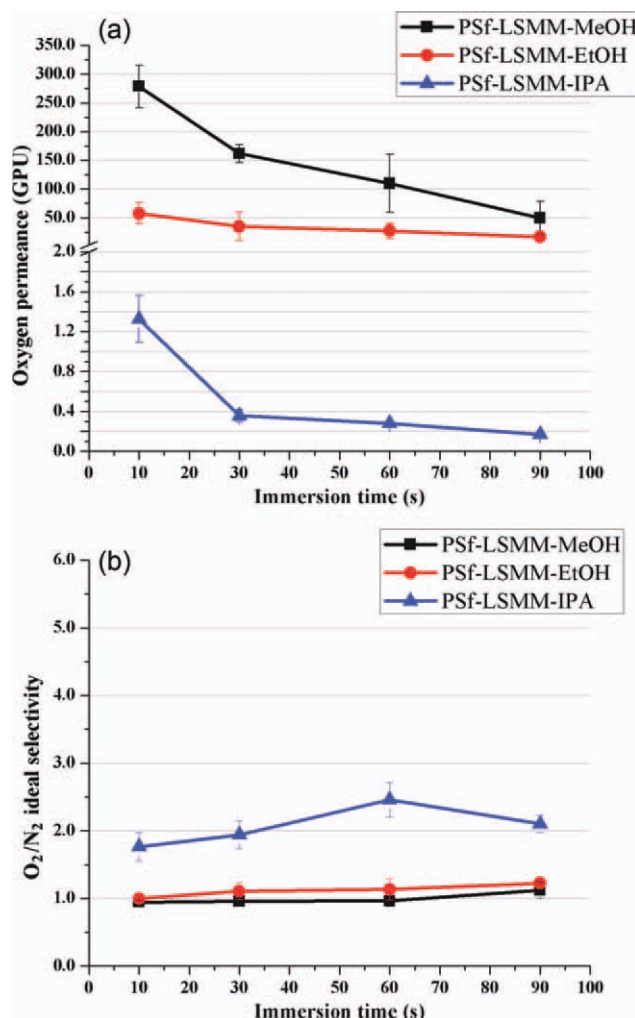 (a)
PSf-LSMM-MeOH
PSf-LSMM-EtOH
PSf-LSMM-IPA
350.0
300.0
250.0
200.0
150.0
100.0
50.0
2.0
1.6
1.2
0.8
0.4
0.0
Oxygen permeance (GPU)
0 10 20 30 40 50 60 70 80 90 100
Immersion time (s)
(b)
PSf-LSMM-MeOH
PSf-LSMM-EtOH
PSf-LSMM-IPA
6.0
5.0
4.0
3.0
2.0
1.0
0.0
O₂/N₂ ideal selectivity
0 10 20 30 40 50 60 70 80 90 100
Immersion time (s)